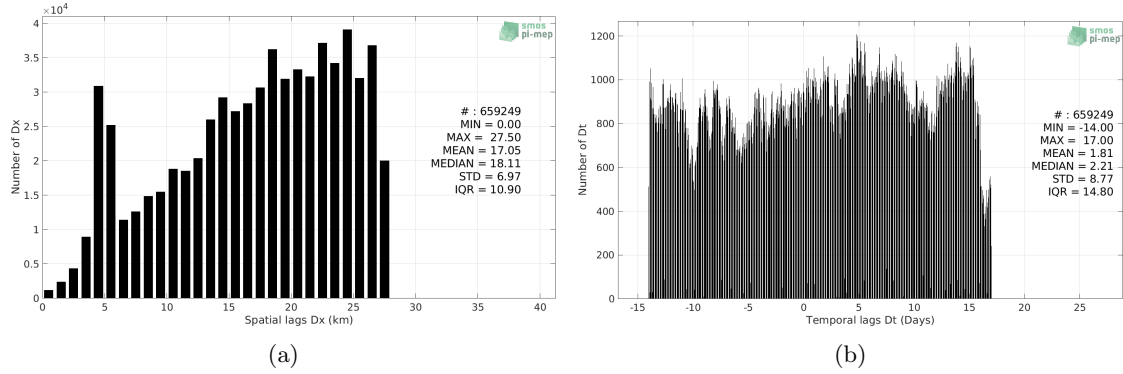 ×10⁴
4
3.5
3
2.5
2
1.5
1
0.5
0
0 5 10 15 20 25 30 35 40
Number of Dx
Spatial lags Dx (km)
smos
pi-mep
# : 659249
MIN = 0.00
MAX = 27.50
MEAN = 17.05
MEDIAN = 18.11
STD = 6.97
IQR = 10.90
(a)
1200
1000
800
600
400
200
0
-15 -10 -5 0 5 10 15 20 25
Number of Dt
Temporal lags Dt (Days)
smos
pi-mep
# : 659249
MIN = -14.00
MAX = 17.00
MEAN = 1.81
MEDIAN = 2.21
STD = 8.77
IQR = 14.80
(b)